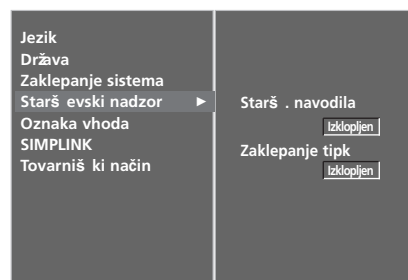 Jezik
Država
Zaklepanje sistema
Starš evski nadzor ►
Oznaka vhoda
SIMPLINK
Tovarniš ki način
Starš . navodila
Izklopljen
Zaklepanje tipk
Izklopljen